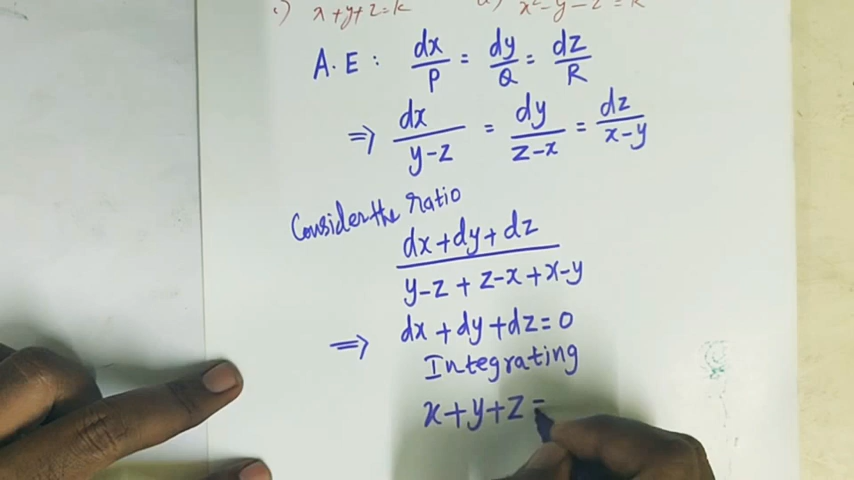 i) x+y+z=k
A.E : dx/P = dy/Q = dz/R
⇒ dx/(y-z) = dy/(z-x) = dz/(x-y)
Consider the ratio
dx+dy+dz
y-z + z-x + x-y
⇒ dx+dy+dz=0
Integrating
x+y+z=